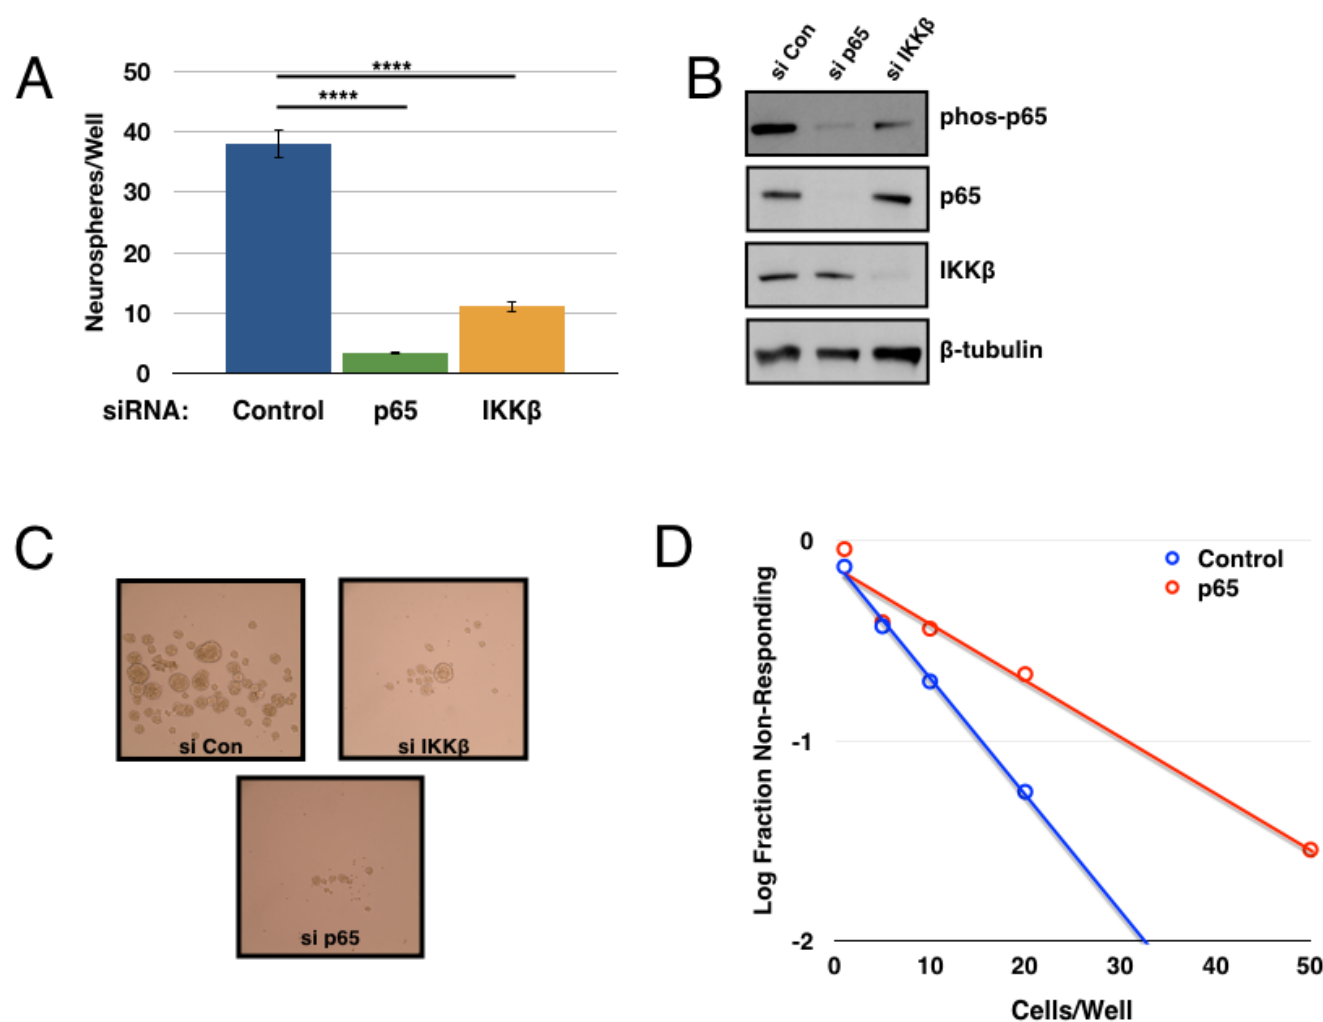 A
50
40
30
20
10
0
Neurospheres/Well
****
****
siRNA:
Control
p65
IKKβ
B
si Con
si p65
si IKKβ
phos-p65
p65
IKKβ
β-tubulin
C
si Con
si IKKβ
si p65
D
0
-1
-2
Log Fraction Non-Responding
Control
p65
0
10
20
30
40
50
Cells/Well